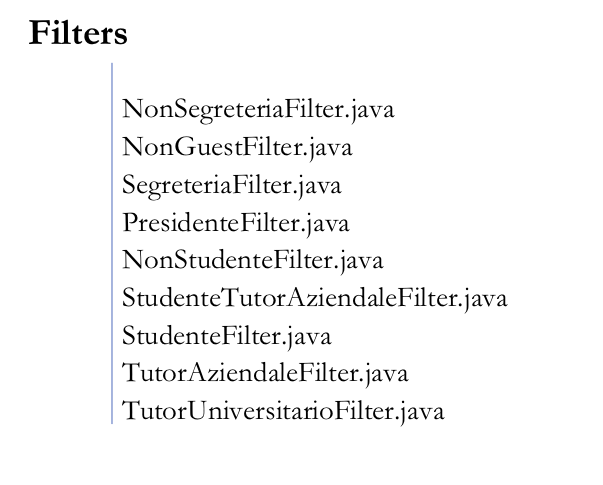 Filters
NonSegreteriaFilter.java
NonGuestFilter.java
SegreteriaFilter.java
PresidenteFilter.java
NonStudenteFilter.java
StudenteTutorAziendaleFilter.java
StudenteFilter.java
TutorAziendaleFilter.java
TutorUniversitarioFilter.java